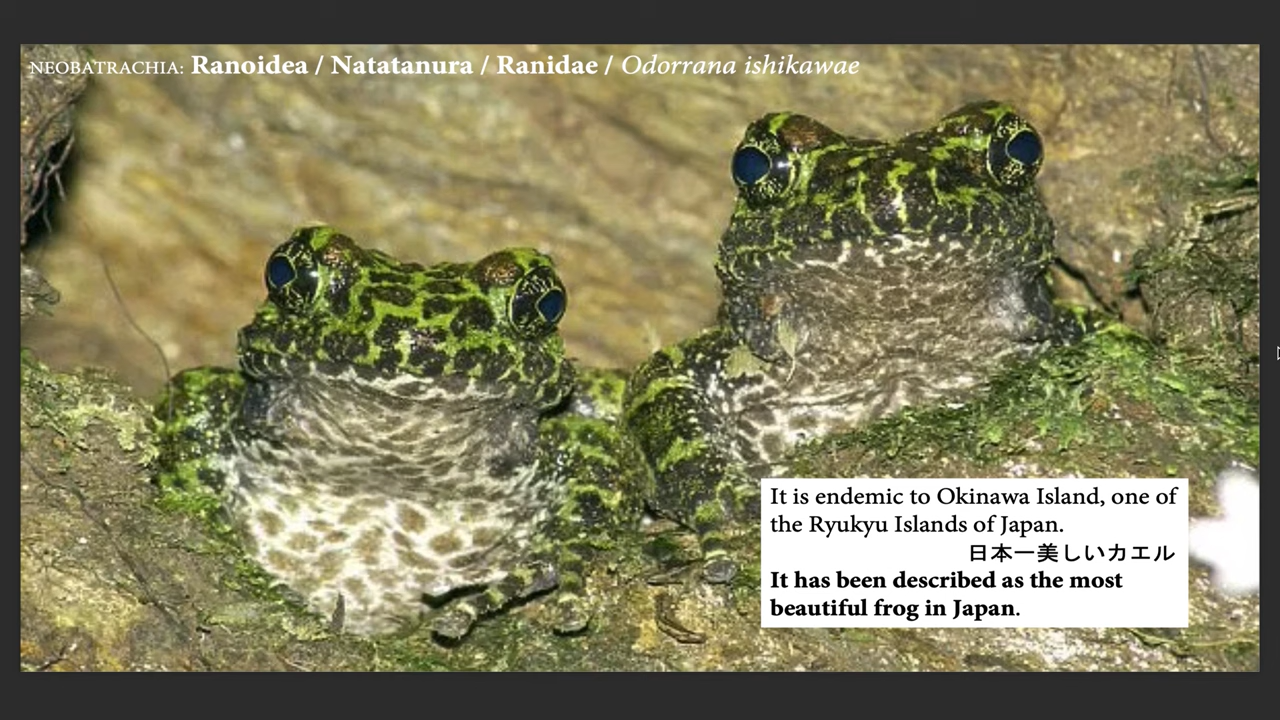 NEOBATRACHIA: Ranoidea / Natatanura / Ranidae / Odorrana ishikawae
It is endemic to Okinawa Island, one of
the Ryukyu Islands of Japan.
日本一美しいカエル
It has been described as the most
beautiful frog in Japan.